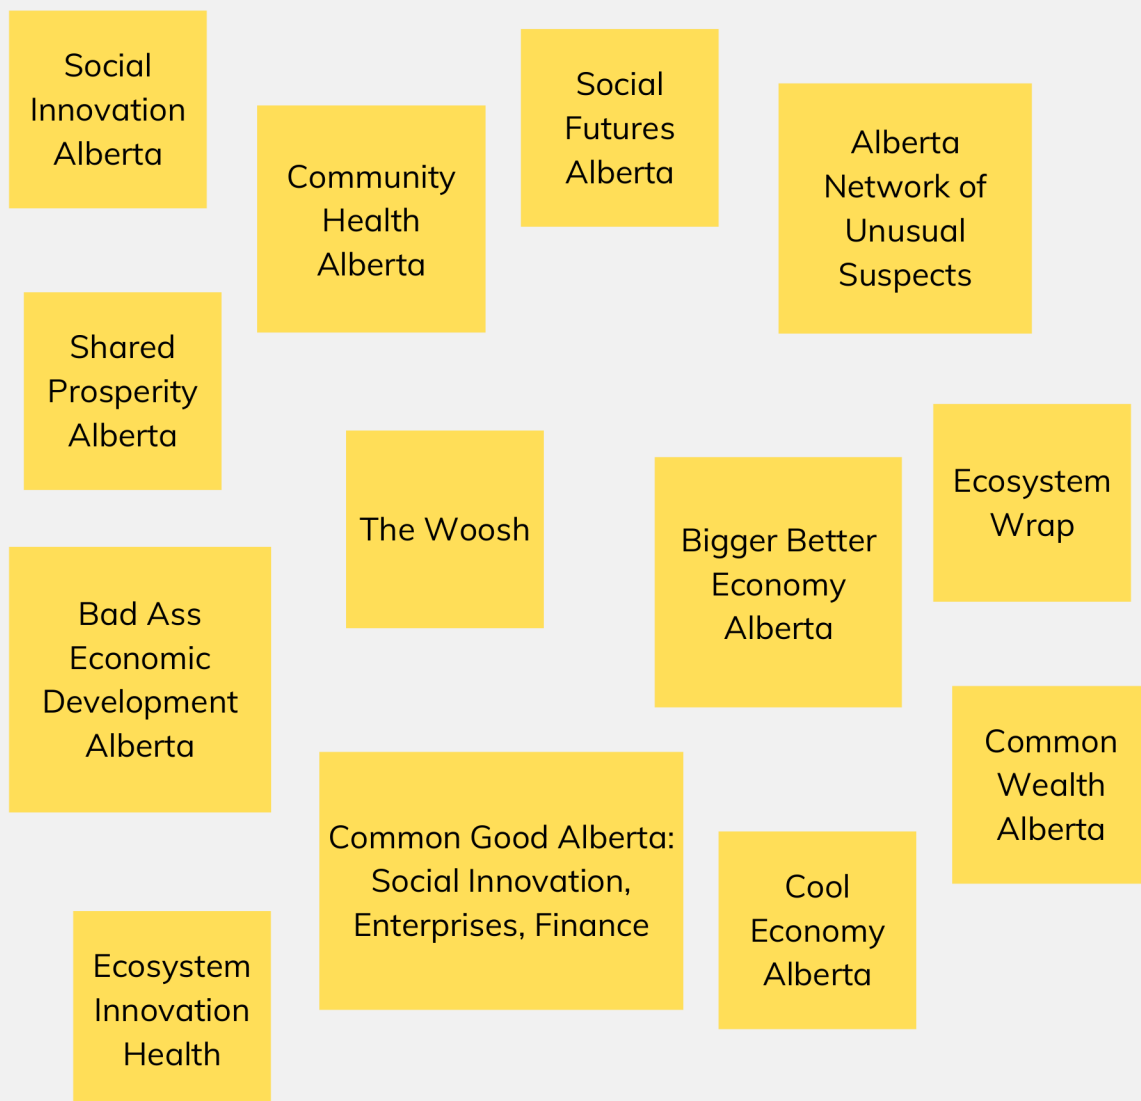 Social
Innovation
Alberta
Community
Health
Alberta
Social
Futures
Alberta
Alberta
Network of
Unusual
Suspects
Shared
Prosperity
Alberta
The Woosh
Bigger Better
Economy
Alberta
Ecosystem
Wrap
Bad Ass
Economic
Development
Alberta
Common Good Alberta:
Social Innovation,
Enterprises, Finance
Cool
Economy
Alberta
Common
Wealth
Alberta
Ecosystem
Innovation
Health